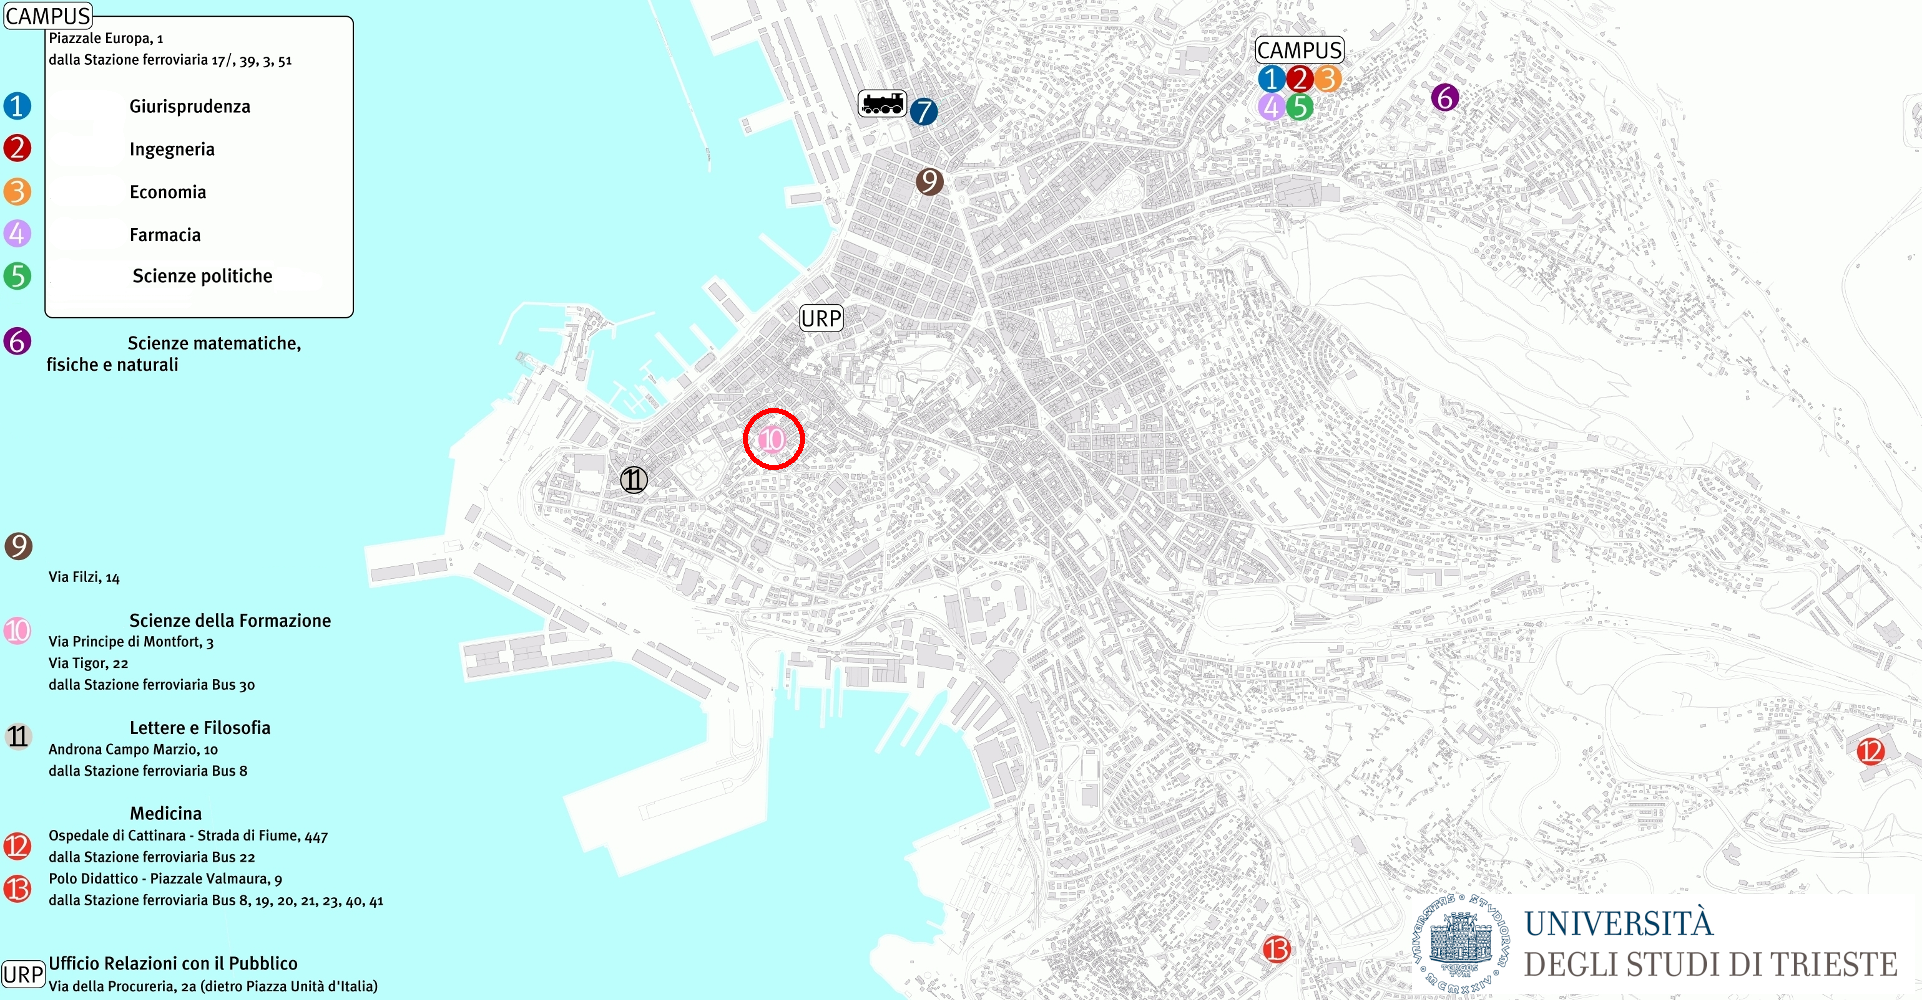 CAMPUS
Piazzale Europa, 1
dalla Stazione ferroviaria 17/, 39, 3, 51
1 Giurisprudenza
2 Ingegneria
3 Economia
4 Farmacia
5 Scienze politiche
6 Scienze matematiche,
fisiche e naturali
9
Via Filzi, 14
10 Scienze della Formazione
Via Principe di Montfort, 3
Via Tigor, 22
dalla Stazione ferroviaria Bus 30
11 Lettere e Filosofia
Androna Campo Marzio, 10
dalla Stazione ferroviaria Bus 8
Medicina
12 Ospedale di Cattinara - Strada di Fiume, 447
dalla Stazione ferroviaria Bus 22
13 Polo Didattico - Piazzale Valmaura, 9
dalla Stazione ferroviaria Bus 8, 19, 20, 21, 23, 40, 41
URP Ufficio Relazioni con il Pubblico
Via della Procureria, 2a (dietro Piazza Unità d'Italia)
CAMPUS
1 2 3
4 5
6
7
9
URP
10
11
12
13
UNIVERSITÀ
DEGLI STUDI DI TRIESTE